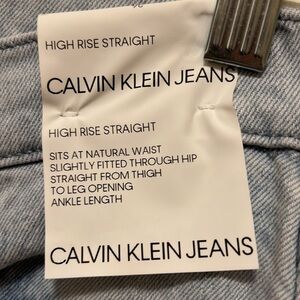 HIGH RISE STRAIGHT
CALVIN KLEIN JEANS
HIGH RISE STRAIGHT
SITS AT NATURAL WAIST
SLIGHTLY FITTED THROUGH HIP
STRAIGHT FROM THIGH
TO LEG OPENING
ANKLE LENGTH
CALVIN KLEIN JEANS